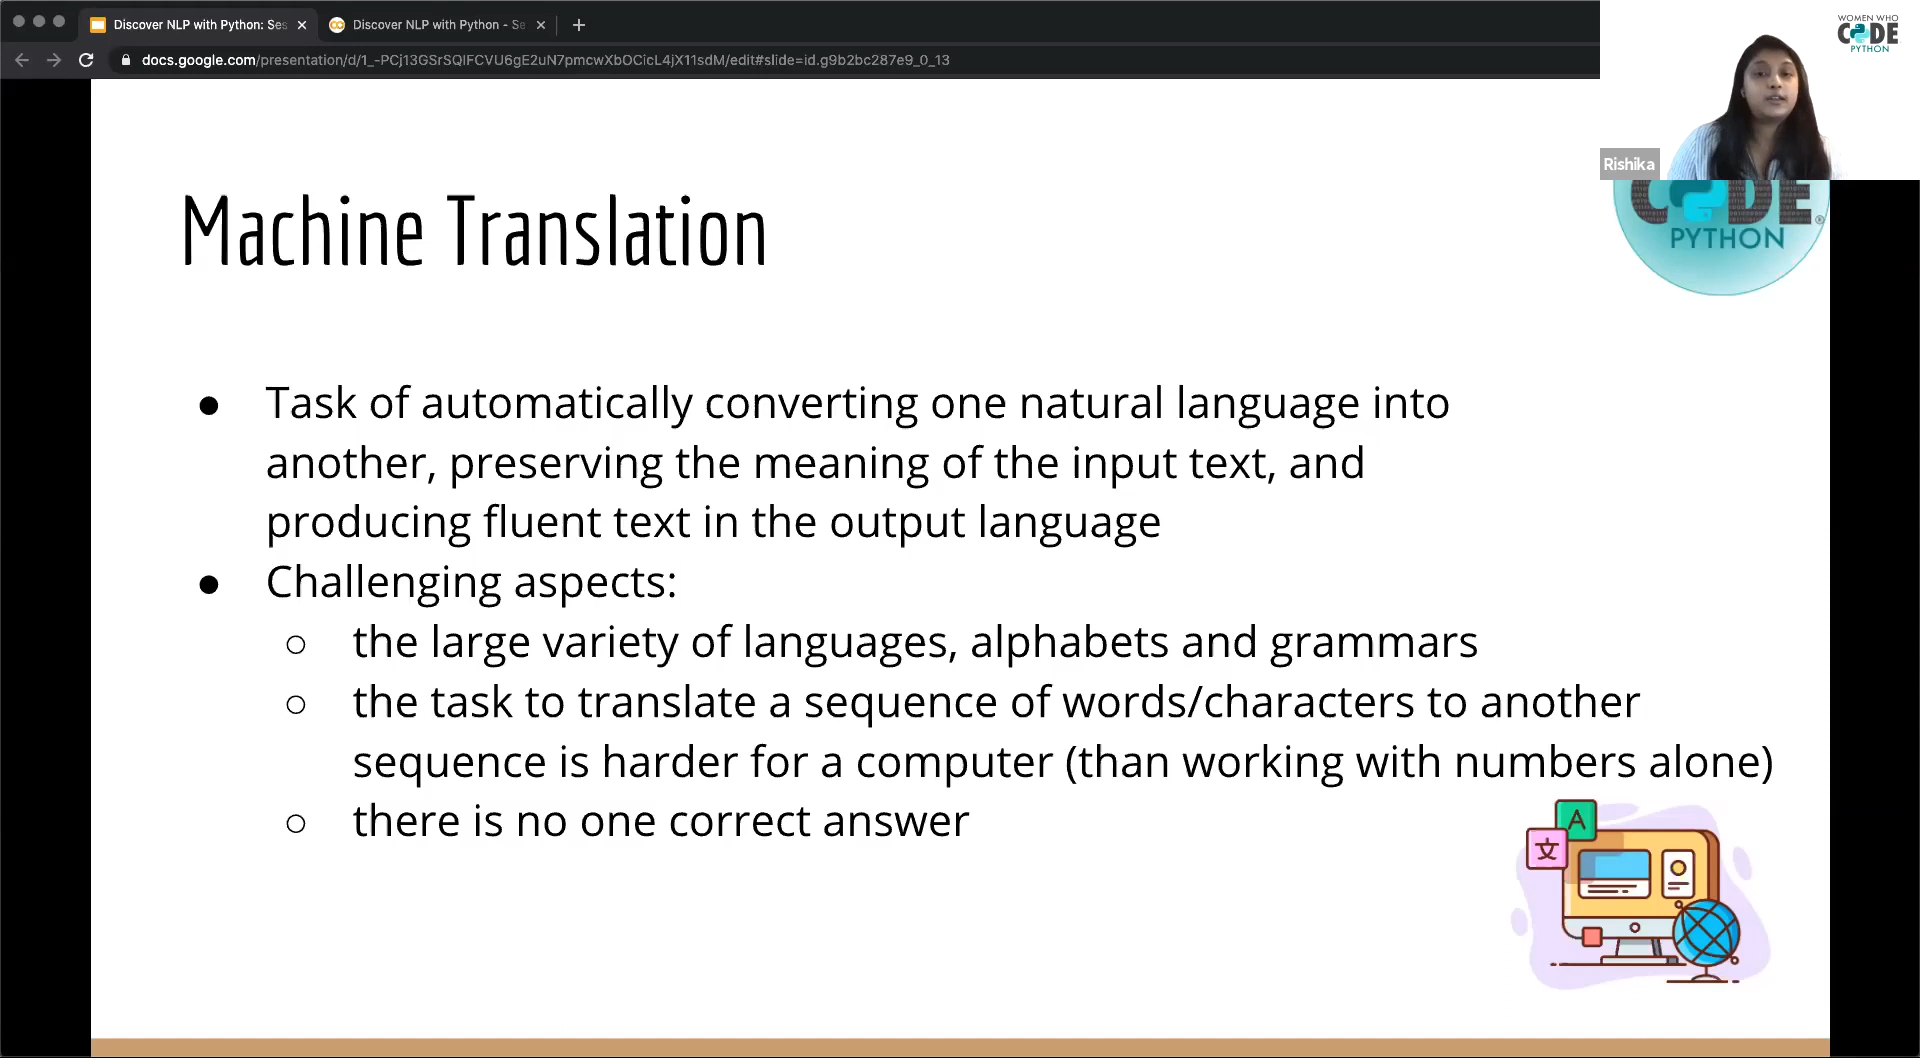 Discover NLP with Python: Ses
Discover NLP with Python - Se
docs.google.com/presentation/d/1_-PCj13GSrSQlFCVU6gE2uN7pmcwXbOCicL4jX11sdM/edit#slide=id.g9b2bc287e9_0_13
WOMEN WHO
CODE
PYTHON
Rishika
CODE
PYTHON
Machine Translation
● Task of automatically converting one natural language into
another, preserving the meaning of the input text, and
producing fluent text in the output language
● Challenging aspects:
○ the large variety of languages, alphabets and grammars
○ the task to translate a sequence of words/characters to another
sequence is harder for a computer (than working with numbers alone)
○ there is no one correct answer
A
文